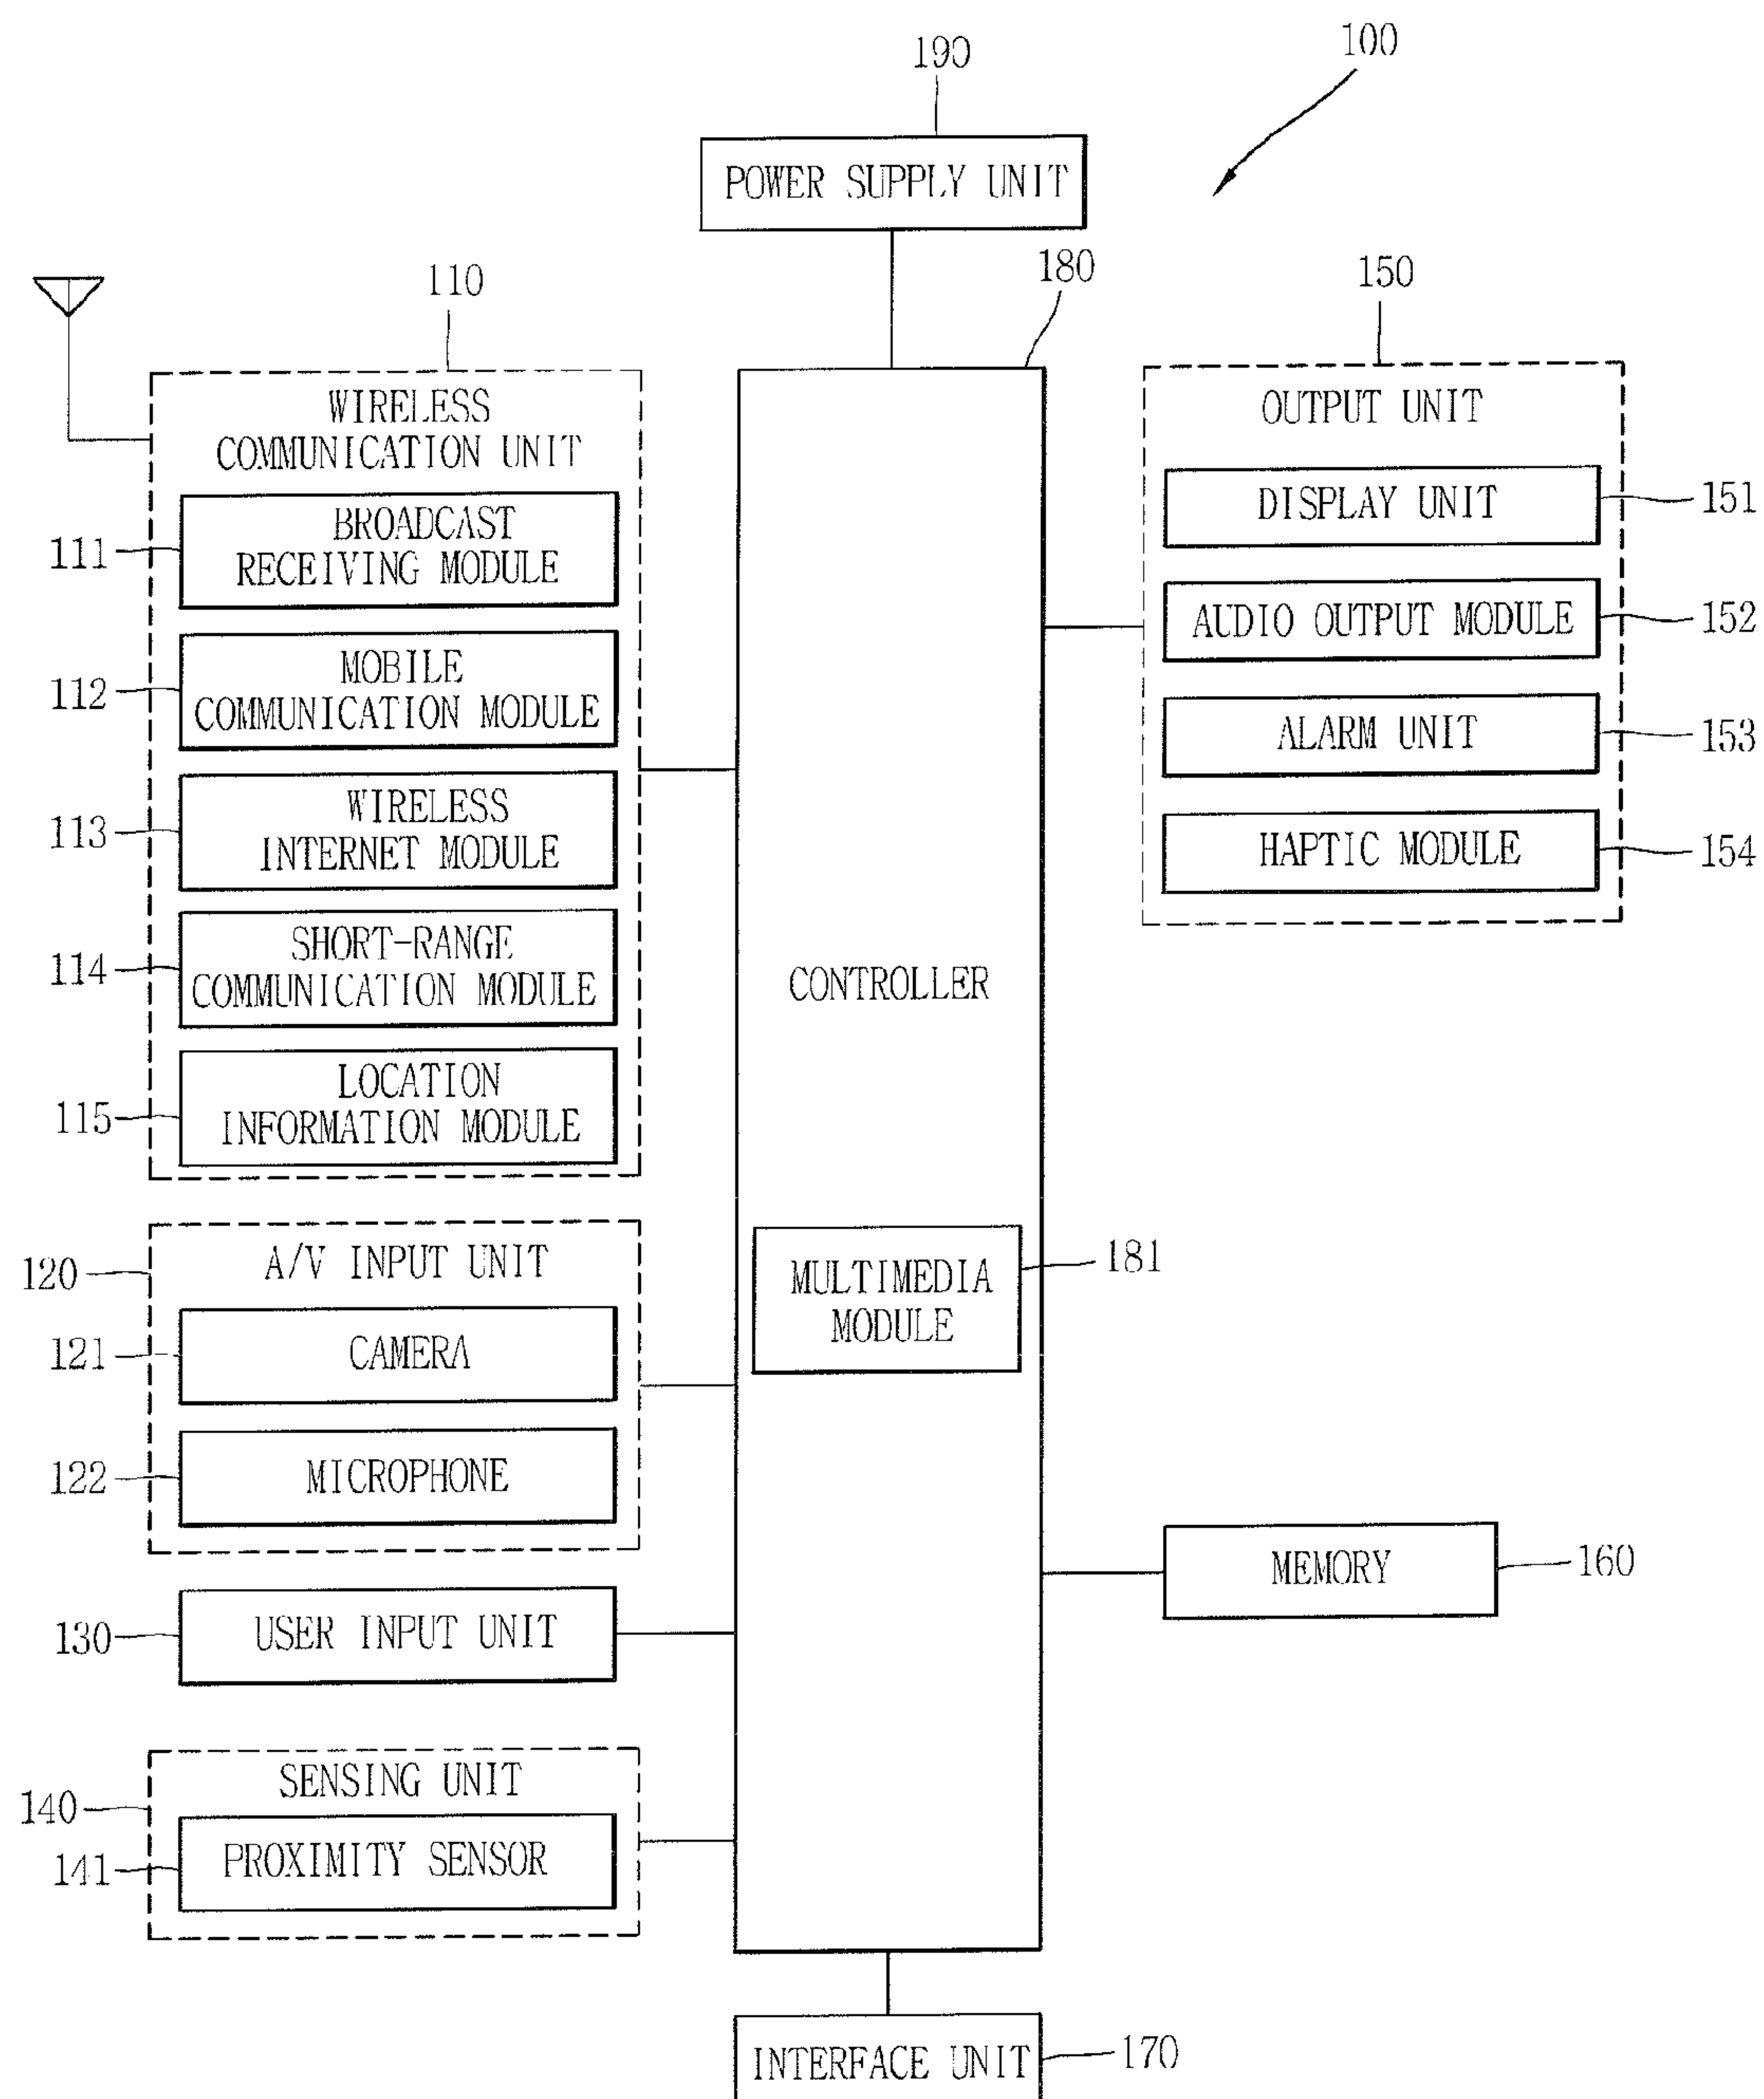 100
190
POWER SUPPLY UNIT
180
110
150
WIRELESS
COMMUNICATION UNIT
111
BROADCAST
RECEIVING MODULE
112
MOBILE
COMMUNICATION MODULE
113
WIRELESS
INTERNET MODULE
114
SHORT-RANGE
COMMUNICATION MODULE
115
LOCATION
INFORMATION MODULE
120
A/V INPUT UNIT
121
CAMERA
122
MICROPHONE
130
USER INPUT UNIT
140
SENSING UNIT
141
PROXIMITY SENSOR
CONTROLLER
MULTIMEDIA
MODULE
181
OUTPUT UNIT
DISPLAY UNIT
151
AUDIO OUTPUT MODULE
152
ALARM UNIT
153
HAPTIC MODULE
154
MEMORY
160
INTERFACE UNIT
170